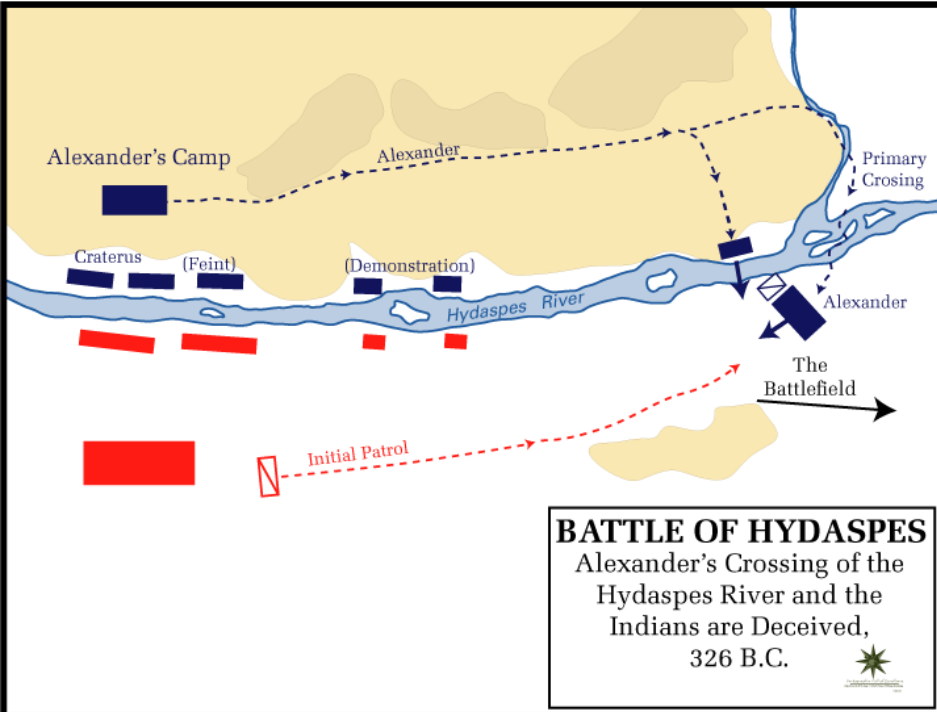 Alexander's Camp
Alexander
Primary
Crosing
Craterus
(Feint)
(Demonstration)
Hydaspes River
Alexander
The
Battlefield
Initial Patrol
BATTLE OF HYDASPES
Alexander's Crossing of the
Hydaspes River and the
Indians are Deceived,
326 B.C.